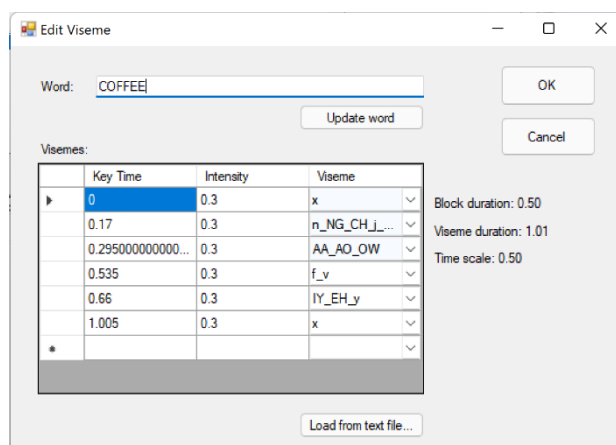 Edit Viseme
Word: COFFEE
OK
Update word
Cancel
Visemes:
Key Time Intensity Viseme
0 0.3 x
0.17 0.3 n_NG_CH_j_...
0.295000000000... 0.3 AA_AO_OW
0.535 0.3 f_v
0.66 0.3 IY_EH_y
1.005 0.3 x
*
Block duration: 0.50
Viseme duration: 1.01
Time scale: 0.50
Load from text file...